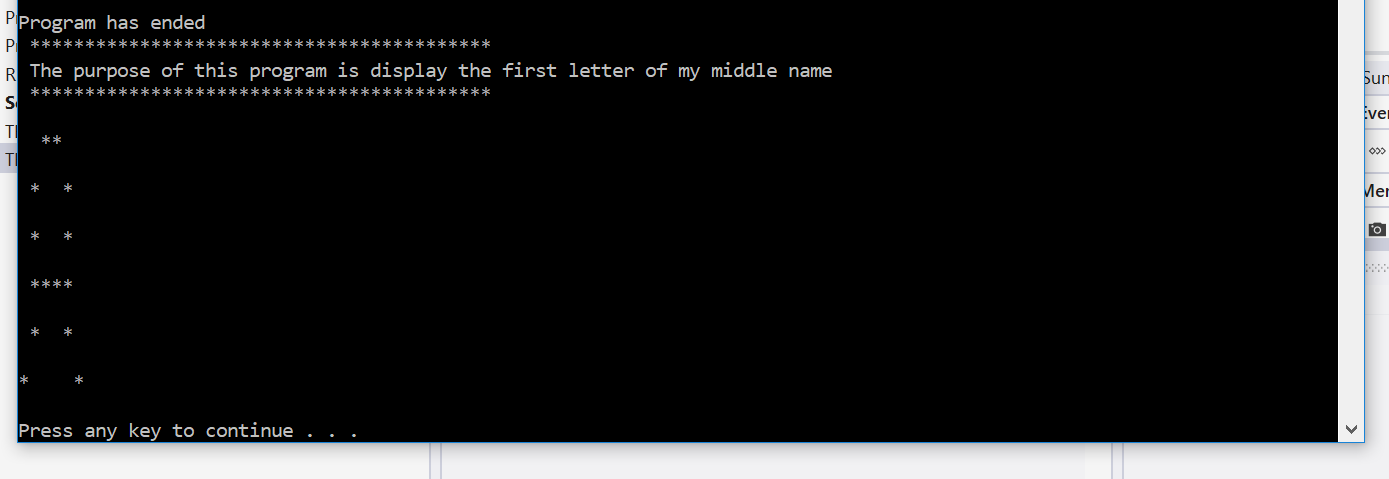 Program has ended
 ******************************************
 The purpose of this program is display the first letter of my middle name
 ******************************************
  **
 *  *
 *  *
 ****
 *  *
*    *
Press any key to continue . . .